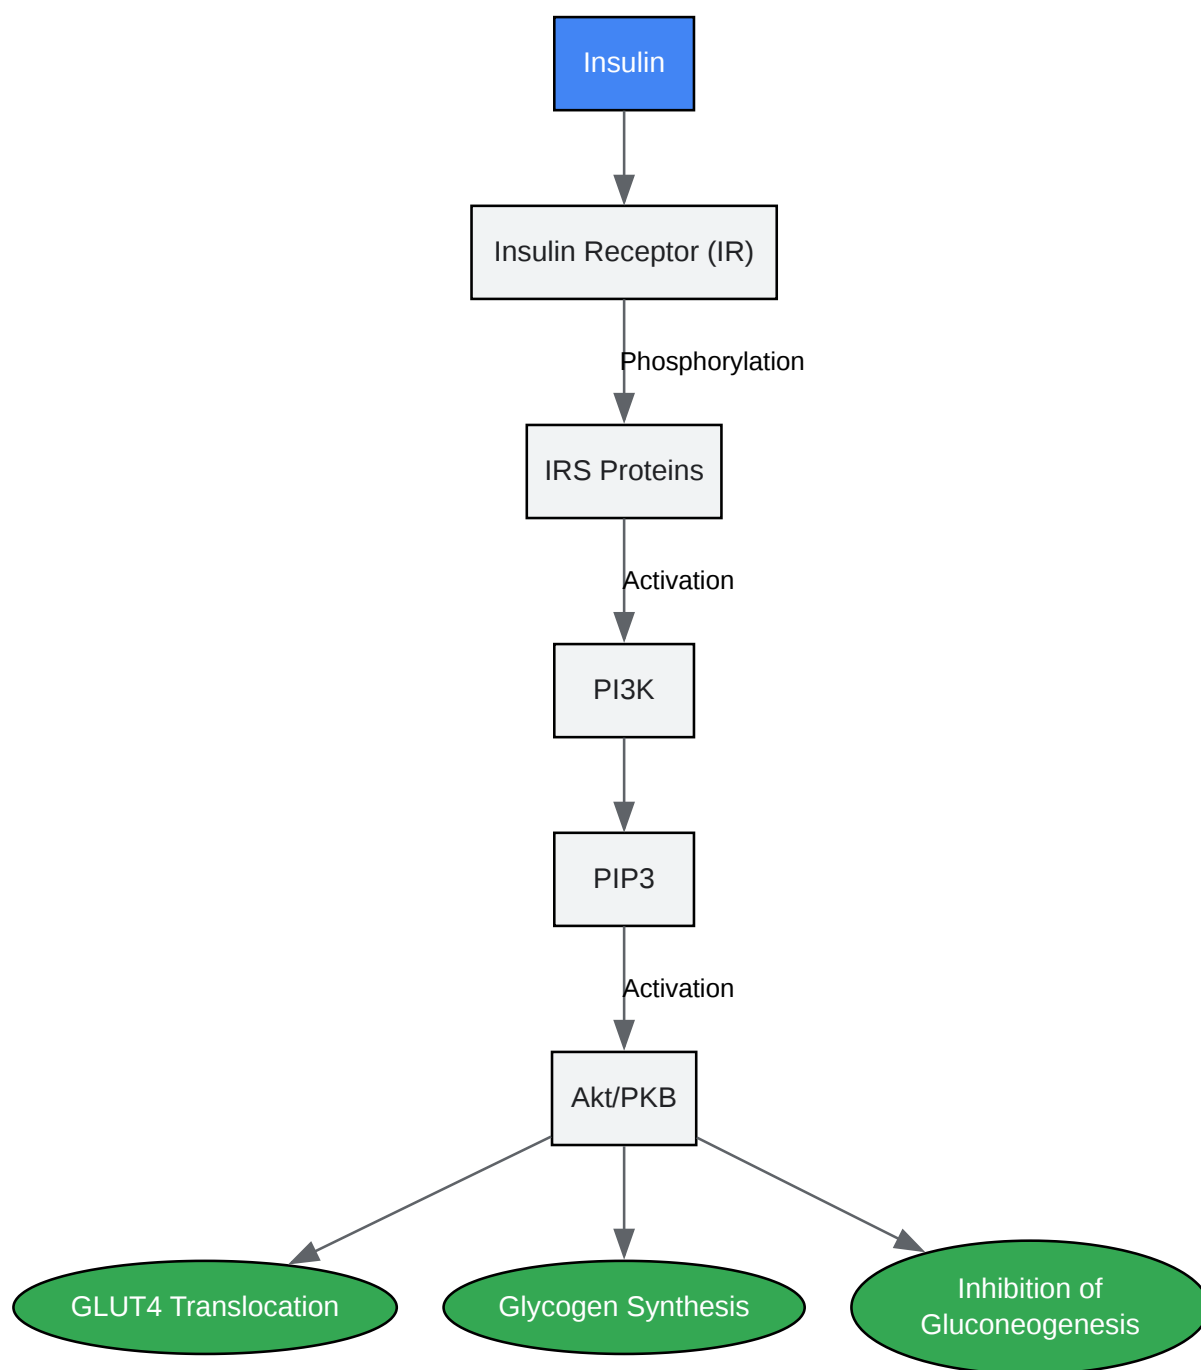 Insulin
Insulin Receptor (IR)
Phosphorylation
IRS Proteins
Activation
PI3K
PIP3
Activation
Akt/PKB
GLUT4 Translocation
Glycogen Synthesis
Inhibition of
Gluconeogenesis